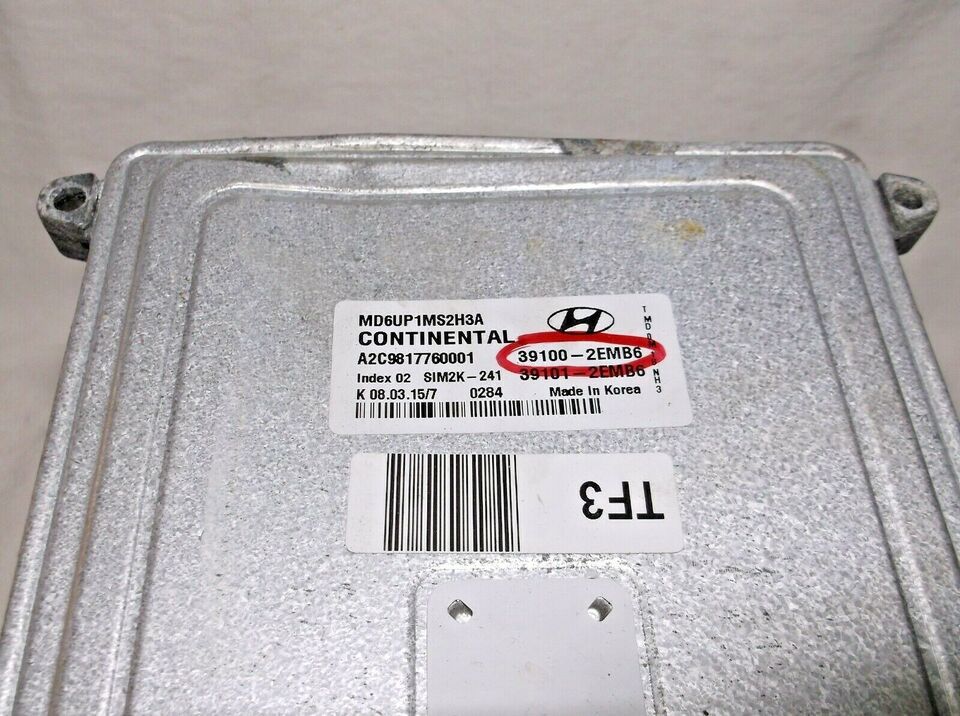 MD6UP1MS2H3A
CONTINENTAL
A2C9817760001 39100-2EMB6
Index 02 SIM2K-241 39101-2EMB6
K 08.03.15/7 0284 Made In Korea
NH3
TF3